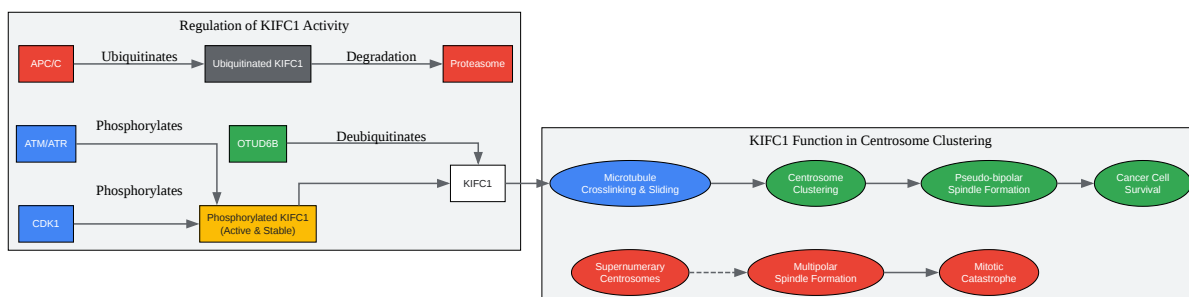 Regulation of KIFC1 Activity
APC/C
Ubiquitinates
Ubiquitinated KIFC1
Degradation
Proteasome
ATM/ATR
Phosphorylates
OTUD6B
Deubiquitinates
KIFC1
CDK1
Phosphorylates
Phosphorylated KIFC1
(Active & Stable)
KIFC1 Function in Centrosome Clustering
Microtubule
Crosslinking & Sliding
Centrosome
Clustering
Pseudo-bipolar
Spindle Formation
Cancer Cell
Survival
Supernumerary
Centrosomes
Multipolar
Spindle Formation
Mitotic
Catastrophe